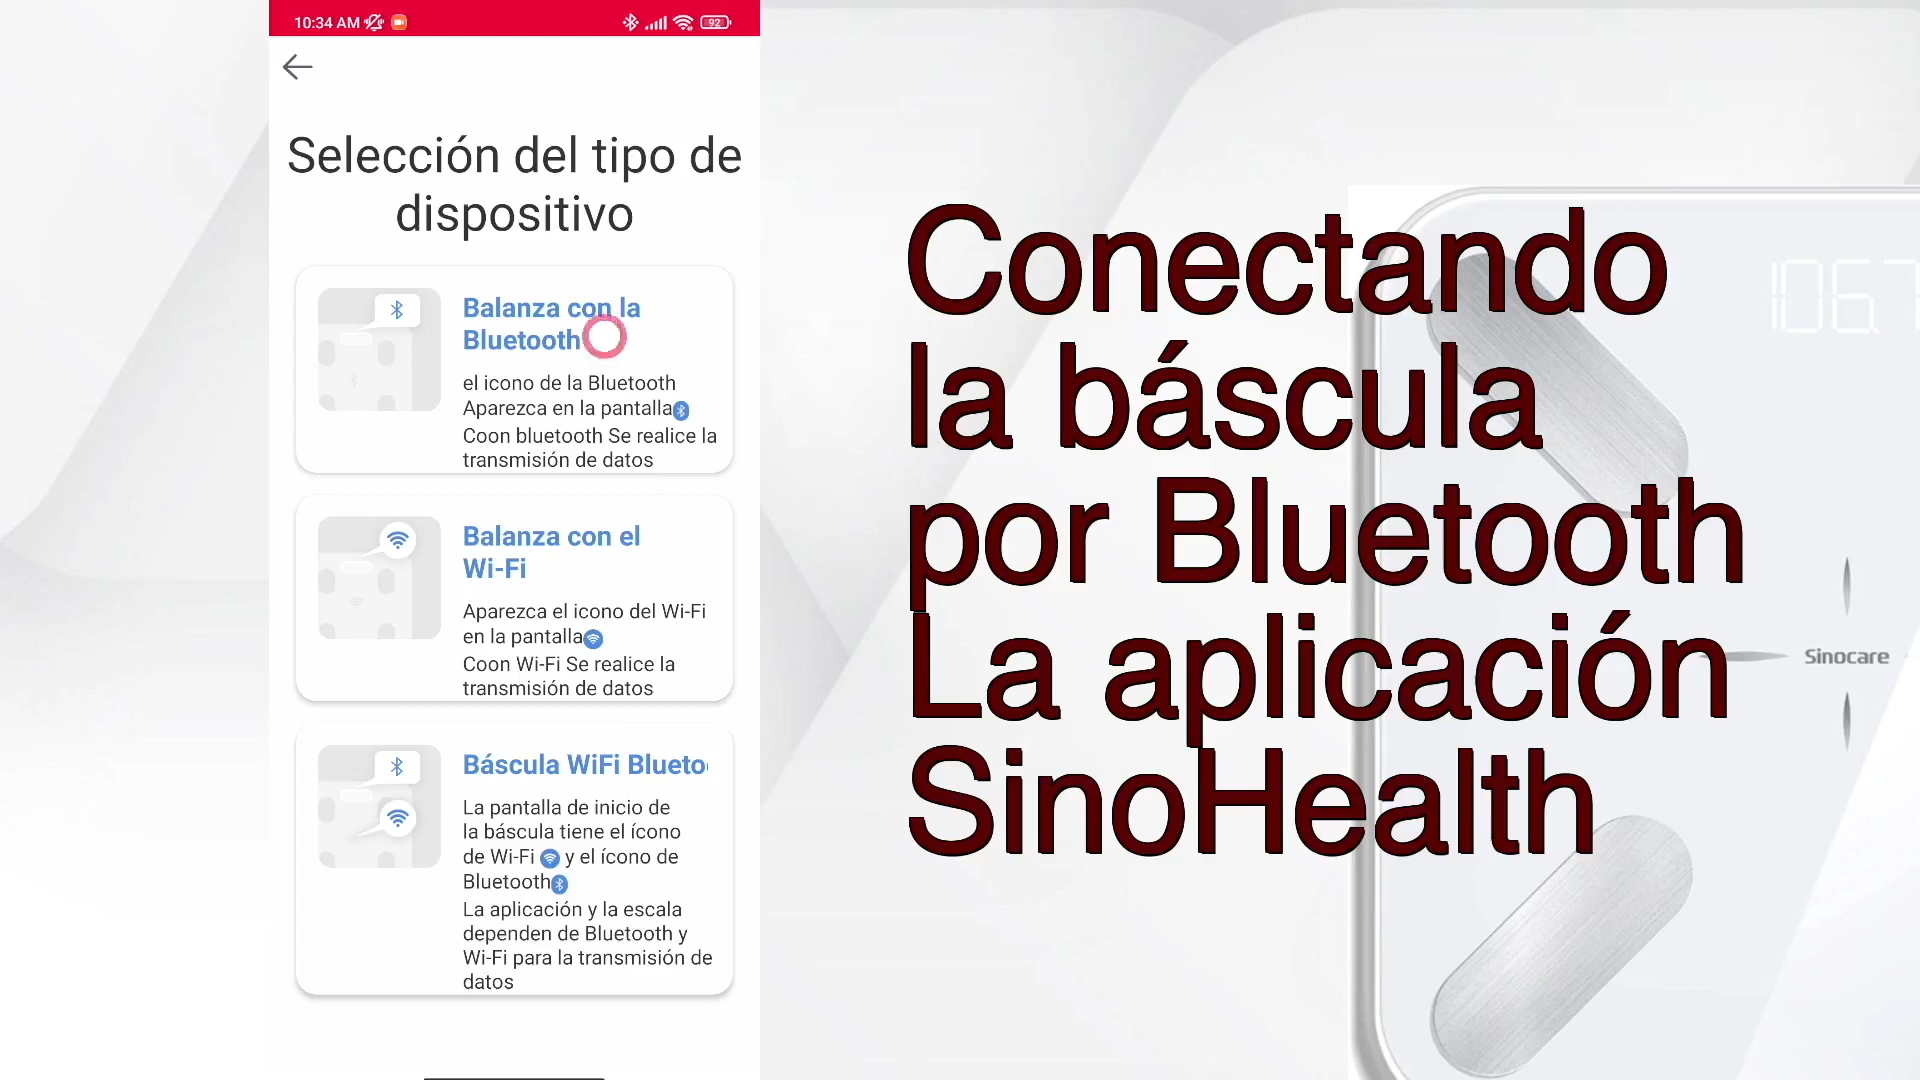 10:34 AM
92
Selección del tipo de
dispositivo
Balanza con la
Bluetooth
el icono de la Bluetooth
Aparezca en la pantalla
Coon bluetooth Se realice la
transmisión de datos
Balanza con el
Wi-Fi
Aparezca el icono del Wi-Fi
en la pantalla
Coon Wi-Fi Se realice la
transmisión de datos
Báscula WiFi Blueto
La pantalla de inicio de
la báscula tiene el ícono
de Wi-Fi y el ícono de
Bluetooth
La aplicación y la escala
dependen de Bluetooth y
Wi-Fi para la transmisión de
datos
Conectando
la báscula
por Bluetooth
La aplicación
SinoHealth
106.7
Sinocare